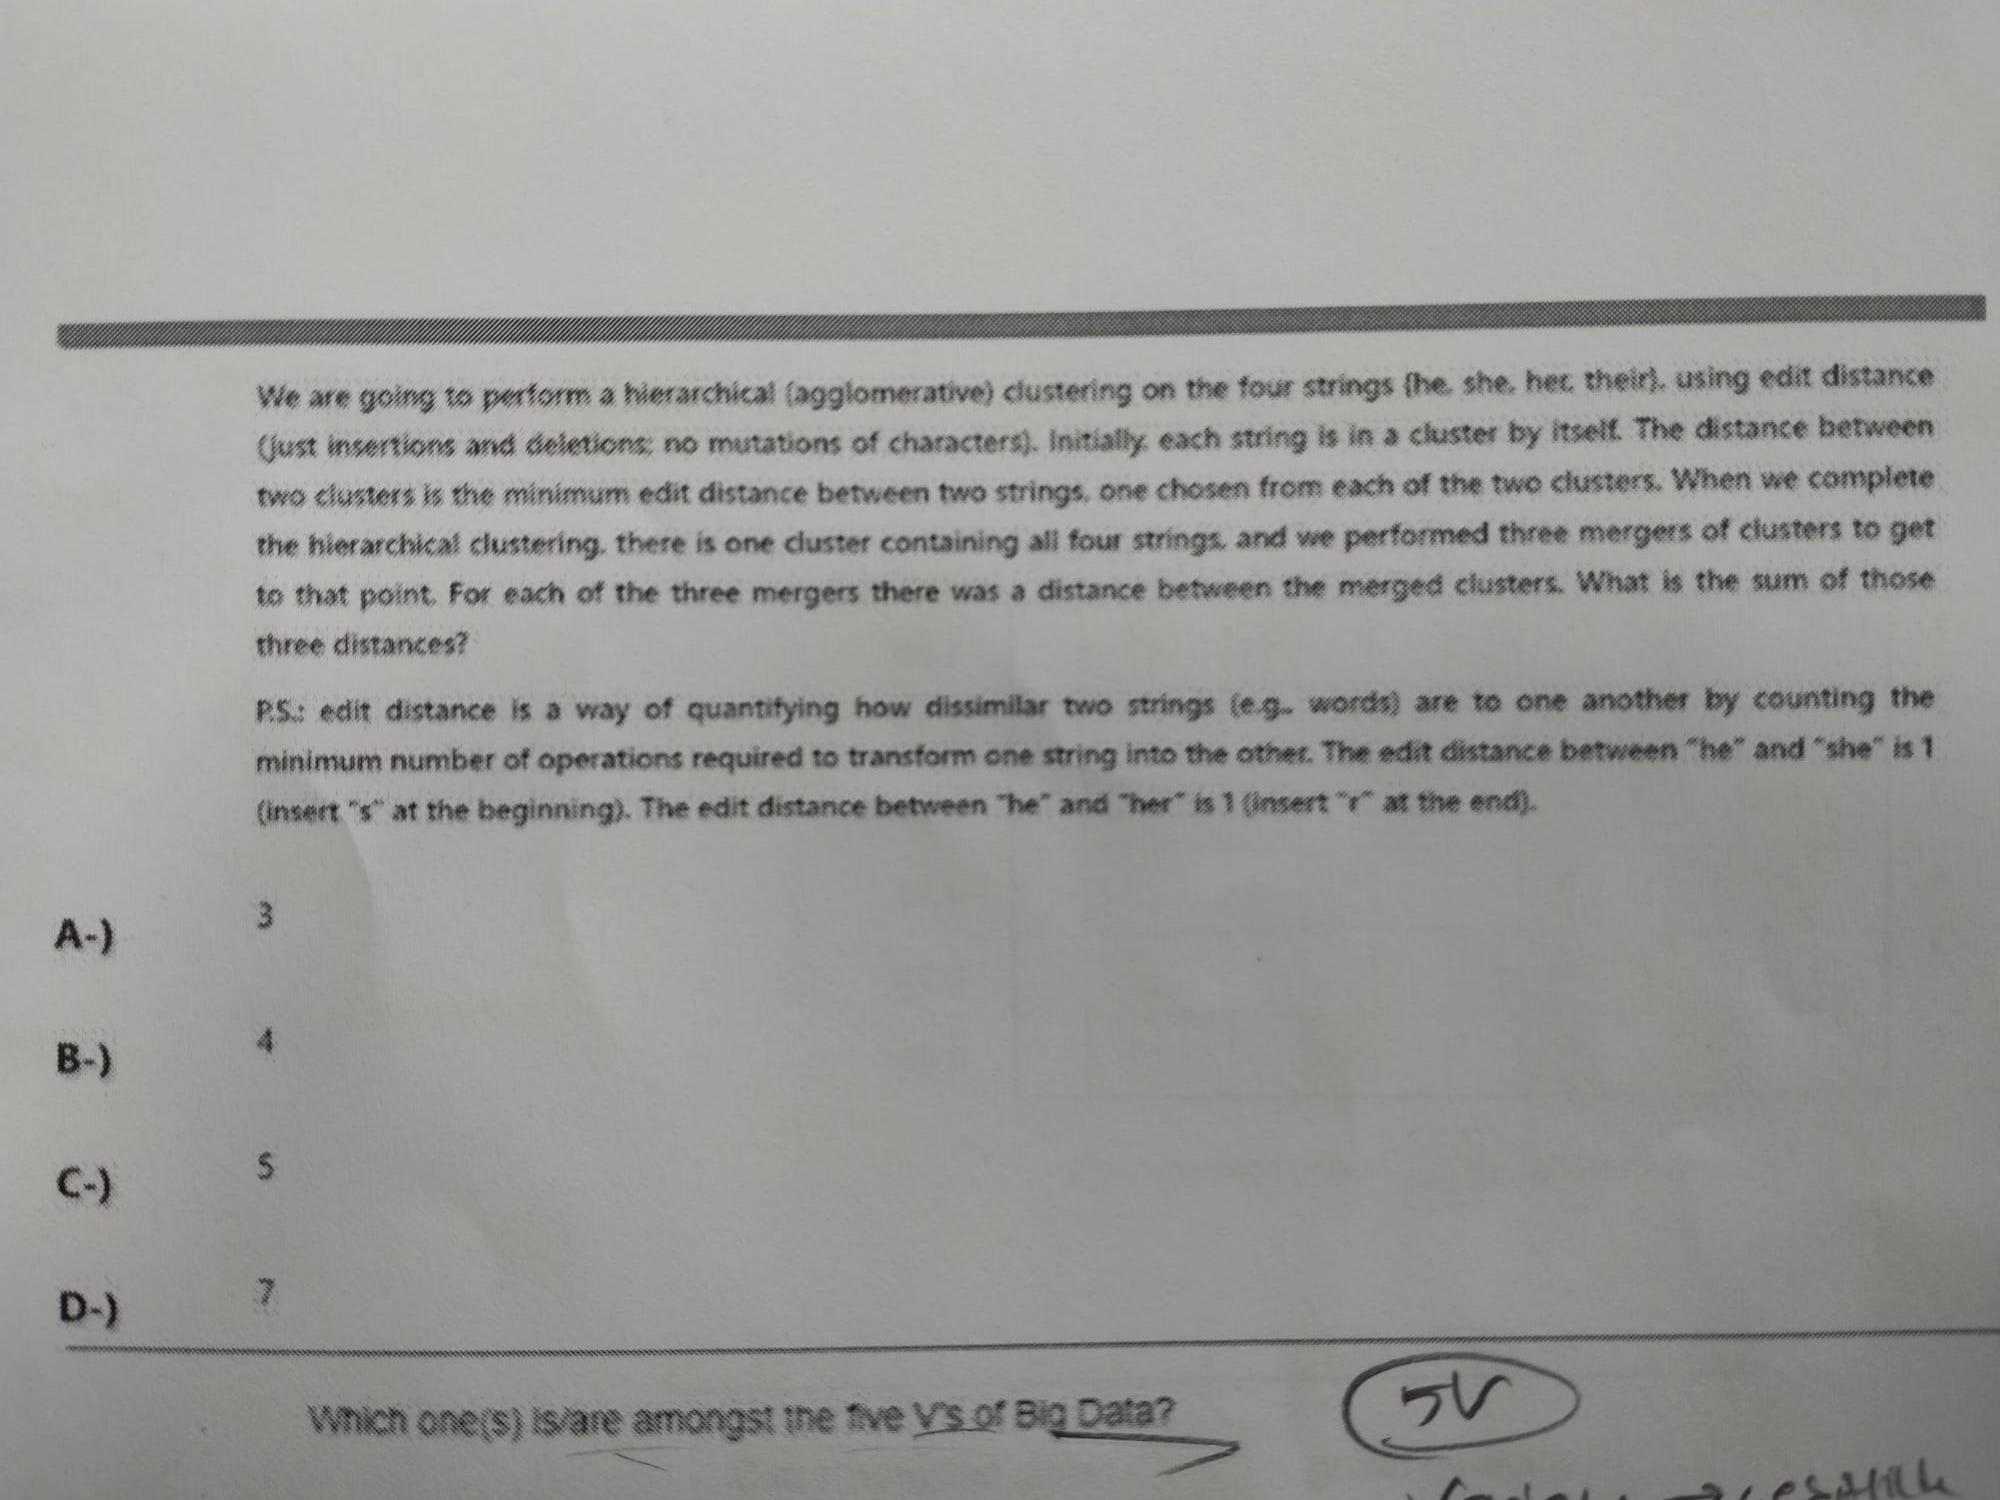 We are going to perform a hierarchical (agglomerative) clustering on the four strings {he, she, her, their}, using edit distance
(just insertions and deletions; no mutations of characters). Initially, each string is in a cluster by itself. The distance between
two clusters is the minimum edit distance between two strings, one chosen from each of the two clusters. When we complete
the hierarchical clustering, there is one cluster containing all four strings, and we performed three mergers of clusters to get
to that point. For each of the three mergers there was a distance between the merged clusters. What is the sum of those
three distances?
P.S.: edit distance is a way of quantifying how dissimilar two strings (e.g., words) are to one another by counting the
minimum number of operations required to transform one string into the other. The edit distance between "he" and "she" is 1
(insert "s" at the beginning). The edit distance between "he" and "her" is 1 (insert "r" at the end).
A-) 3
B-) 4
C-) 5
D-) 7
Which one(s) is/are amongst the five V's of Big Data?
5V